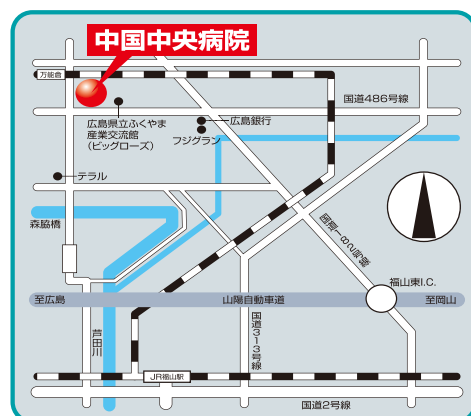 中国中央病院
万能倉
国道486号線
広島県立ふくやま
産業交流館
(ビッグローズ)
広島銀行
フジグラン
テラル
森脇橋
国道182号線
福山東I.C.
至広島
山陽自動車道
至岡山
芦田川
国道313号線
JR福山駅
国道2号線